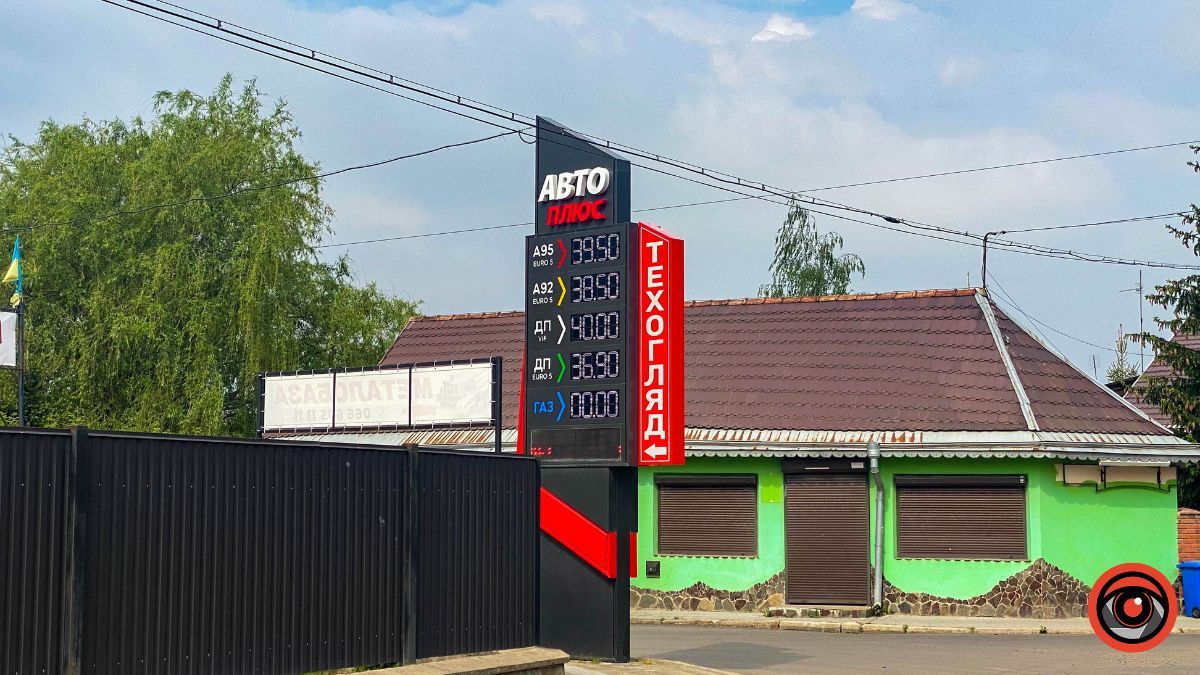 АВТО
ПЛЮС
А95 39.50
EURO 5
А92 38.50
EURO 5
ДП 40.00
VIF
ДП 36.90
EURO 5
ГАЗ 00.00
ТЕХОГЛЯД
МЕТАЛОБАЗА